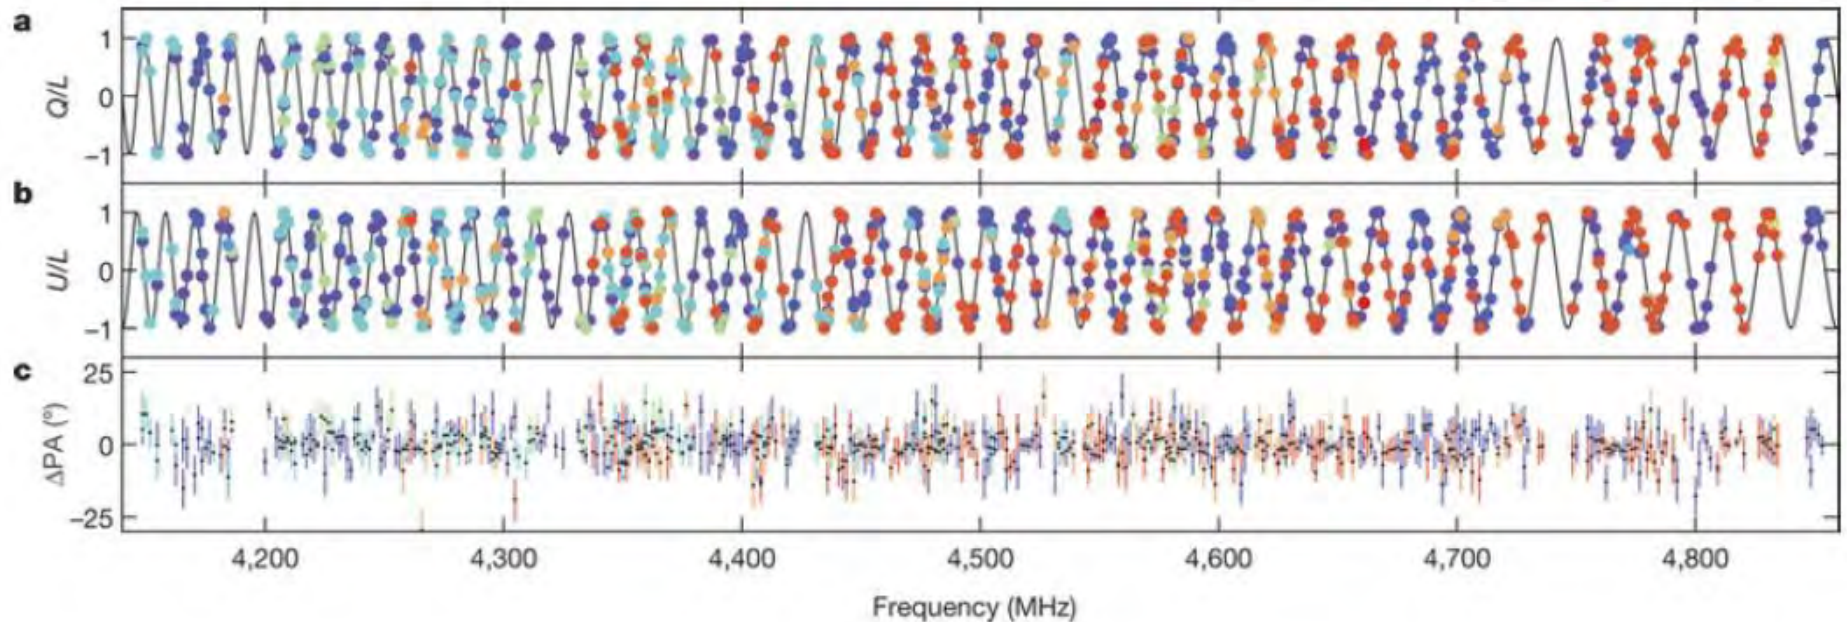 a
1
0
−1
Q/L
b
1
0
−1
U/L
c
25
0
−25
ΔPA (°)
4,200 4,300 4,400 4,500 4,600 4,700 4,800
Frequency (MHz)